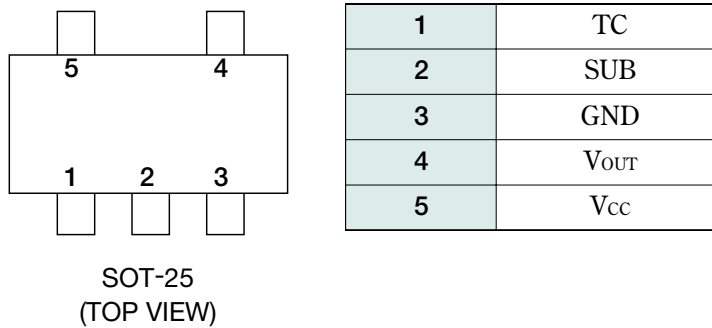 5 4
1 2 3
SOT-25
(TOP VIEW)
1 TC
2 SUB
3 GND
4 VOUT
5 VCC